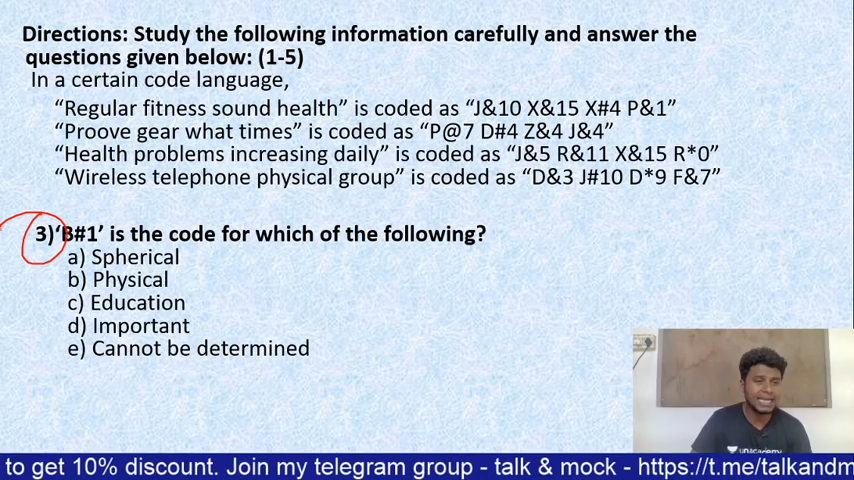 Directions: Study the following information carefully and answer the
questions given below: (1-5)
In a certain code language,
“Regular fitness sound health” is coded as “J&10 X&15 X#4 P&1”
“Proove gear what times” is coded as “P@7 D#4 Z&4 J&4”
“Health problems increasing daily” is coded as “J&5 R&11 X&15 R*0”
“Wireless telephone physical group” is coded as “D&3 J#10 D*9 F&7”
3)‘B#1’ is the code for which of the following?
a) Spherical
b) Physical
c) Education
d) Important
e) Cannot be determined
unacademy
to get 10% discount. Join my telegram group - talk & mock - https://t.me/talkandm